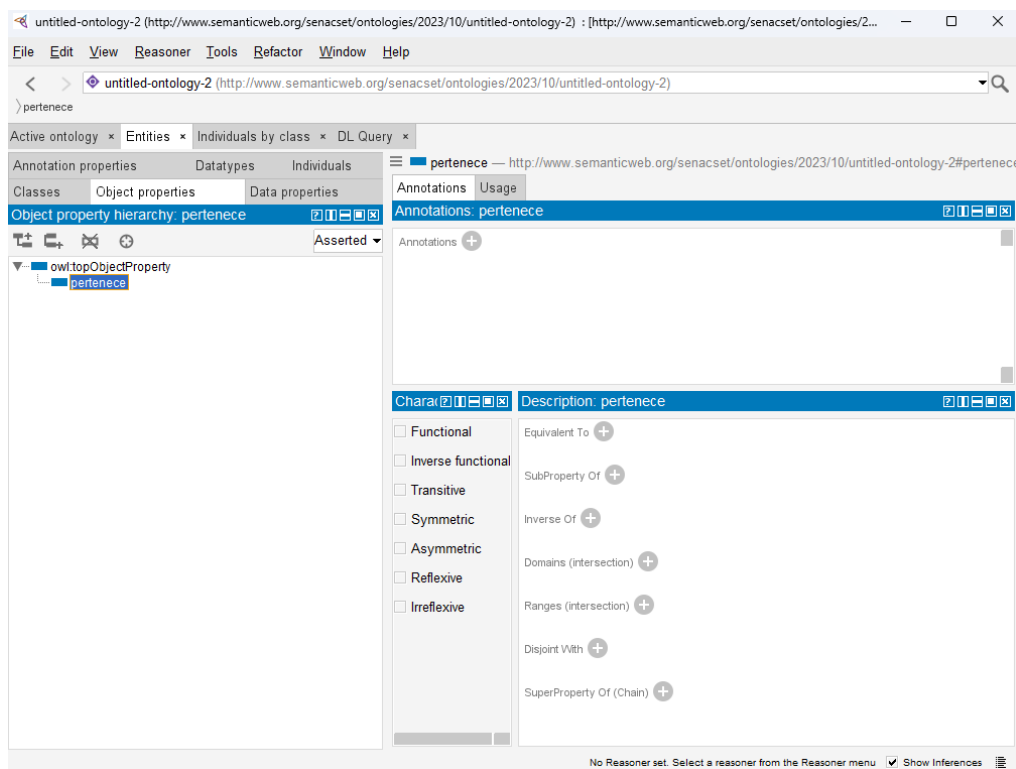 untitled-ontology-2 (http://www.semanticweb.org/senacset/ontologies/2023/10/untitled-ontology-2) : [http://www.semanticweb.org/senacset/ontologies/2...
File Edit View Reasoner Tools Refactor Window Help
untitled-ontology-2 (http://www.semanticweb.org/senacset/ontologies/2023/10/untitled-ontology-2)
pertenece
Active ontology × Entities × Individuals by class × DL Query ×
Annotation properties Datatypes Individuals
Classes Object properties Data properties
Object property hierarchy: pertenece
Asserted
owl:topObjectProperty
pertenece
pertenece — http://www.semanticweb.org/senacset/ontologies/2023/10/untitled-ontology-2#pertenece
Annotations Usage
Annotations: pertenece
Annotations
Charac
Functional
Inverse functional
Transitive
Symmetric
Asymmetric
Reflexive
Irreflexive
Description: pertenece
Equivalent To
SubProperty Of
Inverse Of
Domains (intersection)
Ranges (intersection)
Disjoint With
SuperProperty Of (Chain)
No Reasoner set. Select a reasoner from the Reasoner menu Show Inferences